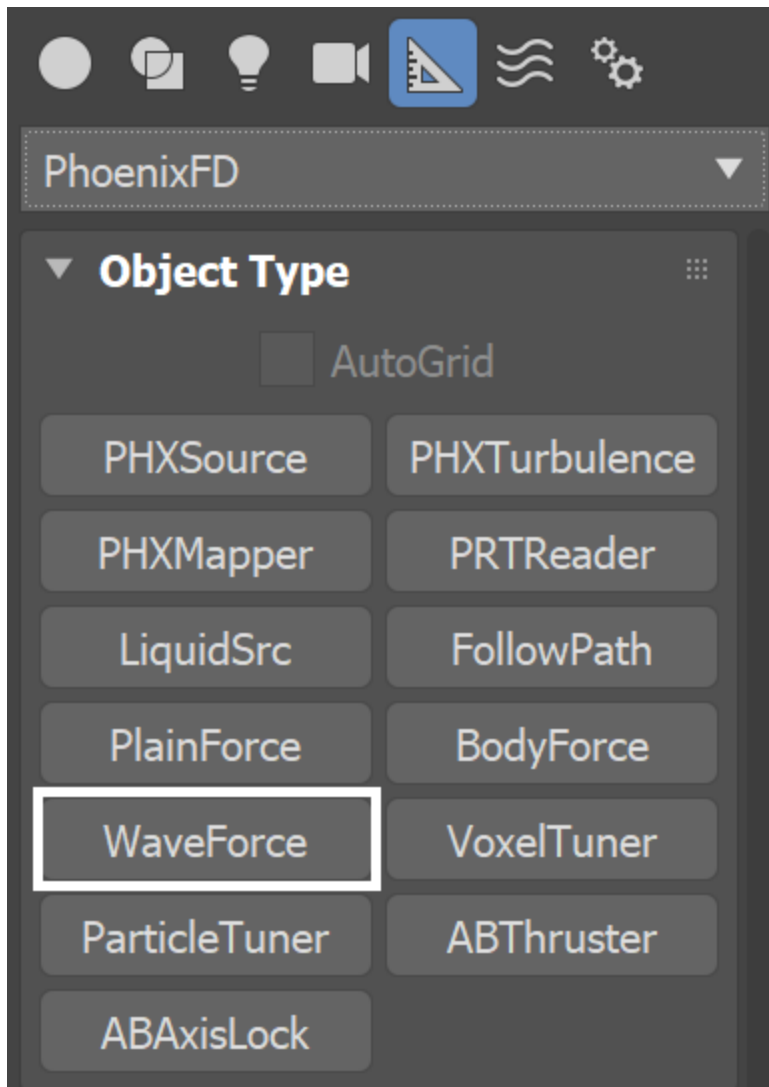 PhoenixFD
Object Type
AutoGrid
PHXSource PHXTurbulence
PHXMapper PRTReader
LiquidSrc FollowPath
PlainForce BodyForce
WaveForce VoxelTuner
ParticleTuner ABThruster
ABAxisLock